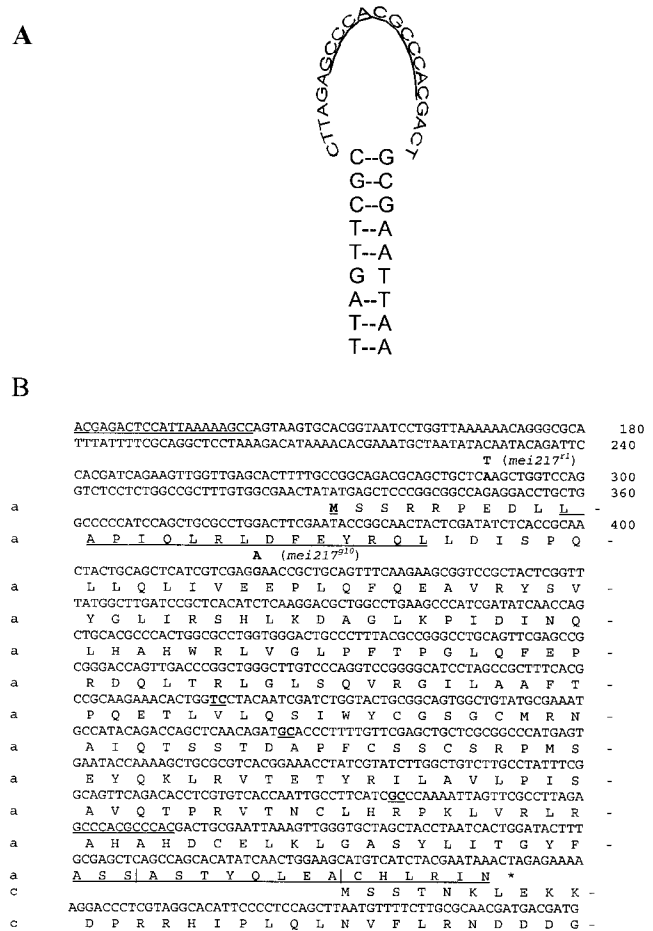 A
CTTAGAGCCCACGCCCACGACT
C--G
G--C
C--G
T--A
T--A
G T
A--T
T--A
T--A
B
ACGAGACTCCATTAAAAAGCCAGTAAGTGCACGGTAATCCTGGTTAAAAAACAGGGCGCA 180
TTTATTTTCGCAGGCTCCTAAAGACATAAAACACGAAATGCTAATATACAATACAGATTC 240
T (mei217r1)
CACGATCAGAAGTTGGTTGAGCACTTTTGCCGGCAGACGCAGCTGCTCAAGCTGGTCCAG 300
GTCTCCTCTGGCCGCTTTGTGGCGAACTATATGAGCTCCCGGCGGCCAGAGGACCTGCTG 360
a M S S R R P E D L L -
GCCCCCATCCAGCTGCGCCTGGACTTCGAATACCGGCAACTACTCGATATCTCACCGCAA 400
a A P I Q L R L D F E Y R Q L L D I S P Q -
A (mei217g10)
CTACTGCAGCTCATCGTCGAGGAACCGCTGCAGTTTCAAGAAGCGGTCCGCTACTCGGTT
a L L Q L I V E E P L Q F Q E A V R Y S V -
TATGGCTTGATCCGCTCACATCTCAAGGACGCTGGCCTGAAGCCCATCGATATCAACCAG
a Y G L I R S H L K D A G L K P I D I N Q -
CTGCACGCCCACTGGCGCCTGGTGGGACTGCCCTTTACGCCGGGCCTGCAGTTCGAGCCG
a L H A H W R L V G L P F T P G L Q F E P -
CGGGACCAGTTGACCCGGCTGGGCTTGTCCCAGGTCCGGGGCATCCTAGCCGCTTTCACG
a R D Q L T R L G L S Q V R G I L A A F T -
CCGCAAGAAACACTGGTCCTACAATCGATCTGGTACTGCGGCAGTGGCTGTATGCGAAAT
a P Q E T L V L Q S I W Y C G S G C M R N -
GCCATACAGACCAGCTCAACAGATGCACCCTTTTGTTCGAGCTGCTCGCGGCCCATGAGT
a A I Q T S S T D A P F C S S C S R P M S -
GAATACCAAAAGCTGCGCGTCACGGAAACCTATCGTATCTTGGCTGTCTTGCCTATTTCG
a E Y Q K L R V T E T Y R I L A V L P I S -
GCAGTTCAGACACCTCGTGTCACCAATTGCCTTCATCGCCCAAAATTAGTTCGCCTTAGA
a A V Q T P R V T N C L H R P K L V R L R -
GCCCACGCCCACGACTGCGAATTAAAGTTGGGTGCTAGCTACCTAATCACTGGATACTTT
a A H A H D C E L K L G A S Y L I T G Y F -
GCGAGCTCAGCCAGCACATATCAACTGGAAGCATGTCATCTACGAATAAACTAGAGAAAA
a A S S A S T Y Q L E A C H L R I N *
c M S S T N K L E K K -
AGGACCCTCGTAGGCACATTCCCCTCCAGCTTAATGTTTTCTTGCGCAACGATGACGATG
c D P R R H I P L Q L N V F L R N D D D G -